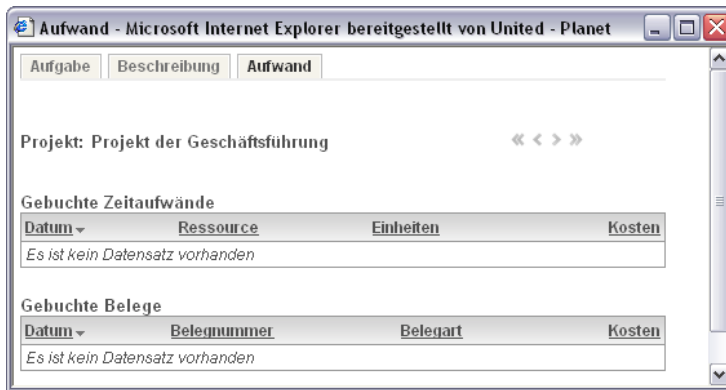 Aufwand - Microsoft Internet Explorer bereitgestellt von United - Planet
Aufgabe Beschreibung Aufwand
Projekt: Projekt der Geschäftsführung
Gebuchte Zeitaufwände
Datum Ressource Einheiten Kosten
Es ist kein Datensatz vorhanden
Gebuchte Belege
Datum Belegnummer Belegart Kosten
Es ist kein Datensatz vorhanden